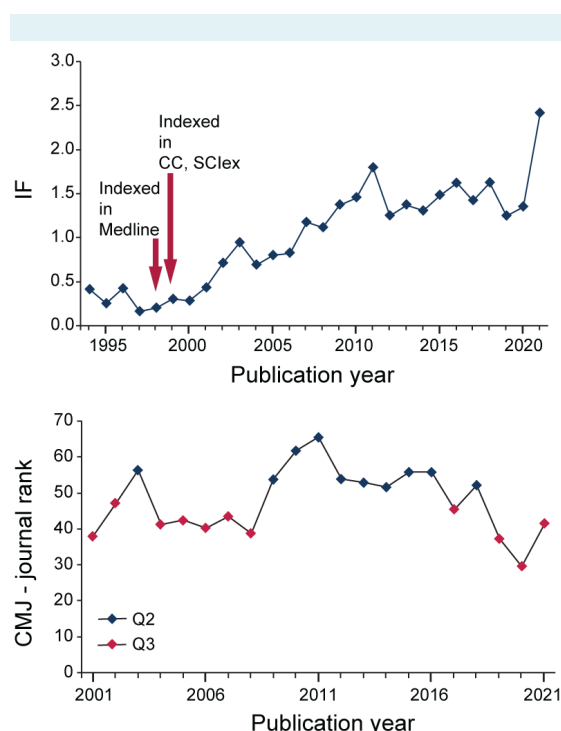 3.0
2.5
2.0
1.5
1.0
0.5
0.0
IF
Indexed
in
CC, SCIex
Indexed
in
Medline
1995
2000
2005
2010
2015
2020
Publication year
70
60
50
40
30
20
10
0
CMJ - journal rank
Q2
Q3
2001
2006
2011
2016
2021
Publication year